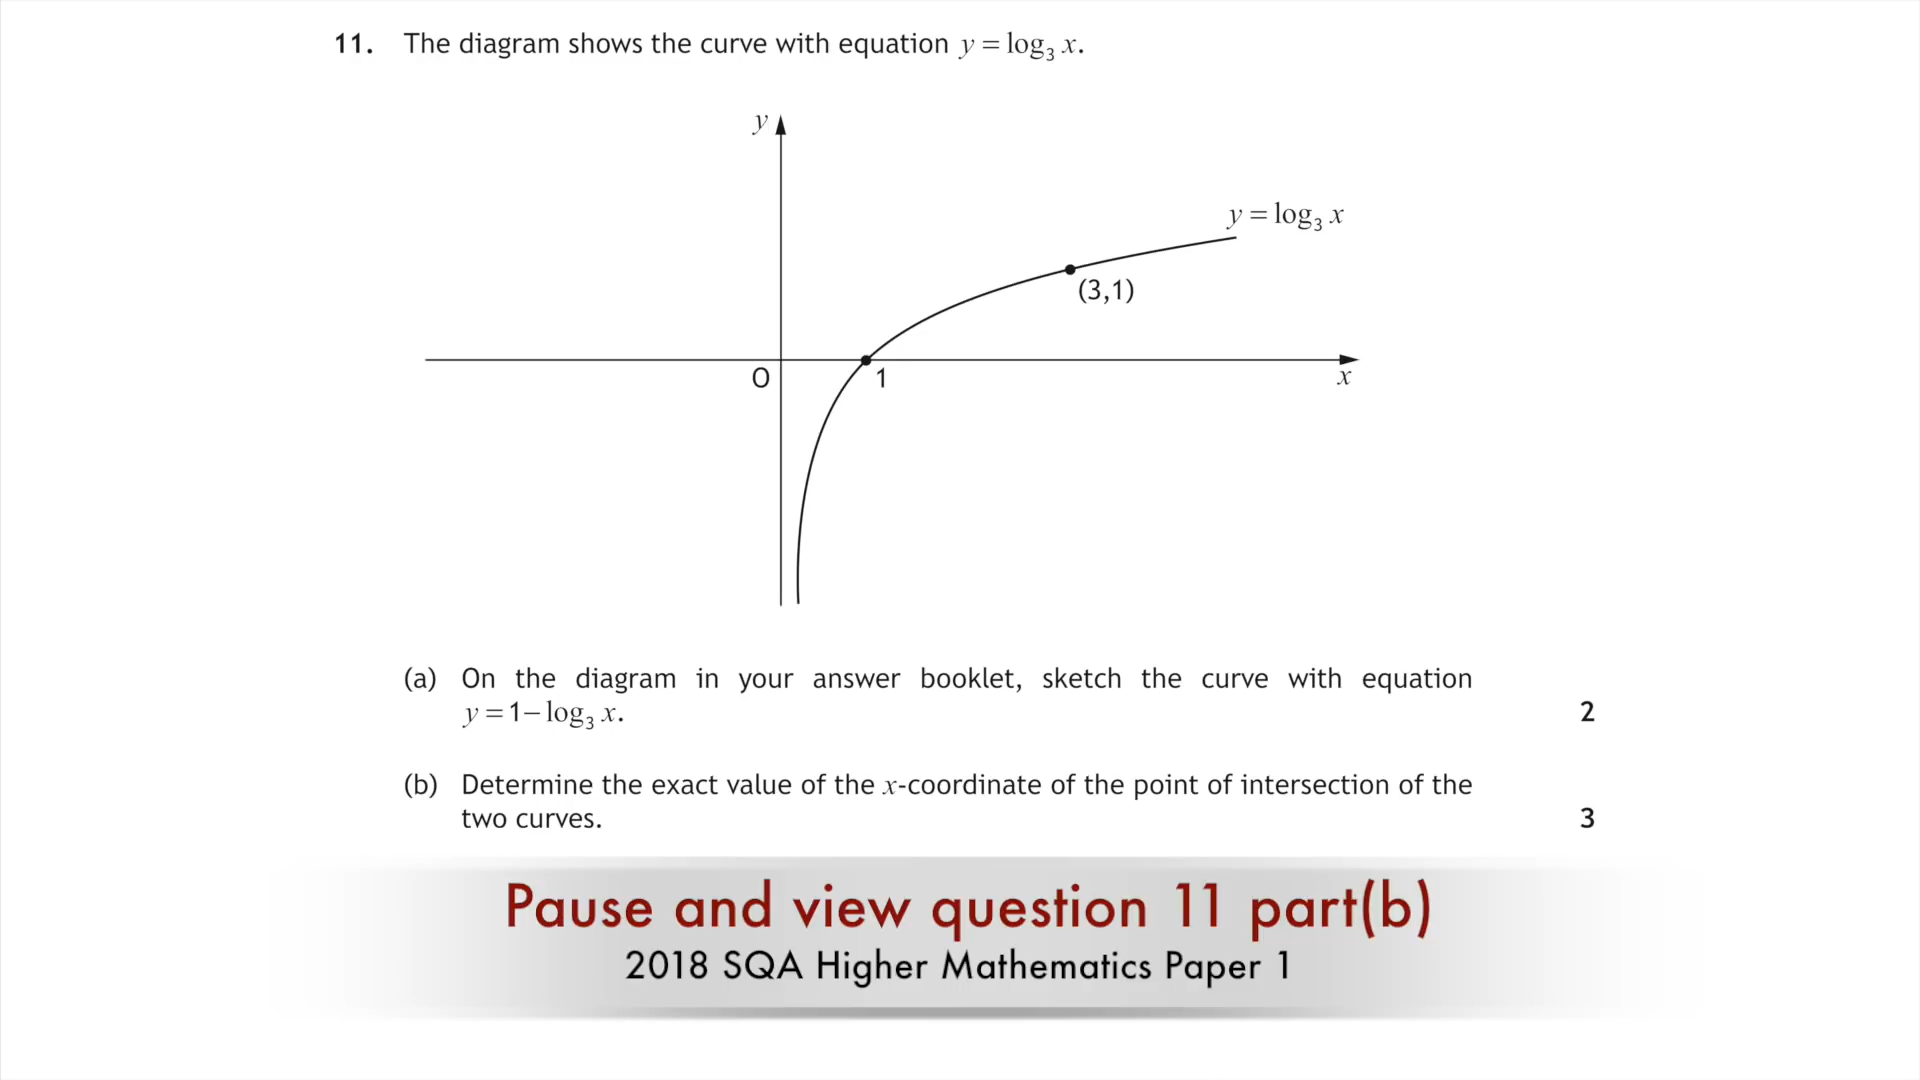 11. The diagram shows the curve with equation y = log₃ x.
y
y = log₃ x
(3,1)
O
1
x
(a) On the diagram in your answer booklet, sketch the curve with equation
y = 1 – log₃ x.
2
(b) Determine the exact value of the x-coordinate of the point of intersection of the
two curves.
3
Pause and view question 11 part(b)
2018 SQA Higher Mathematics Paper 1